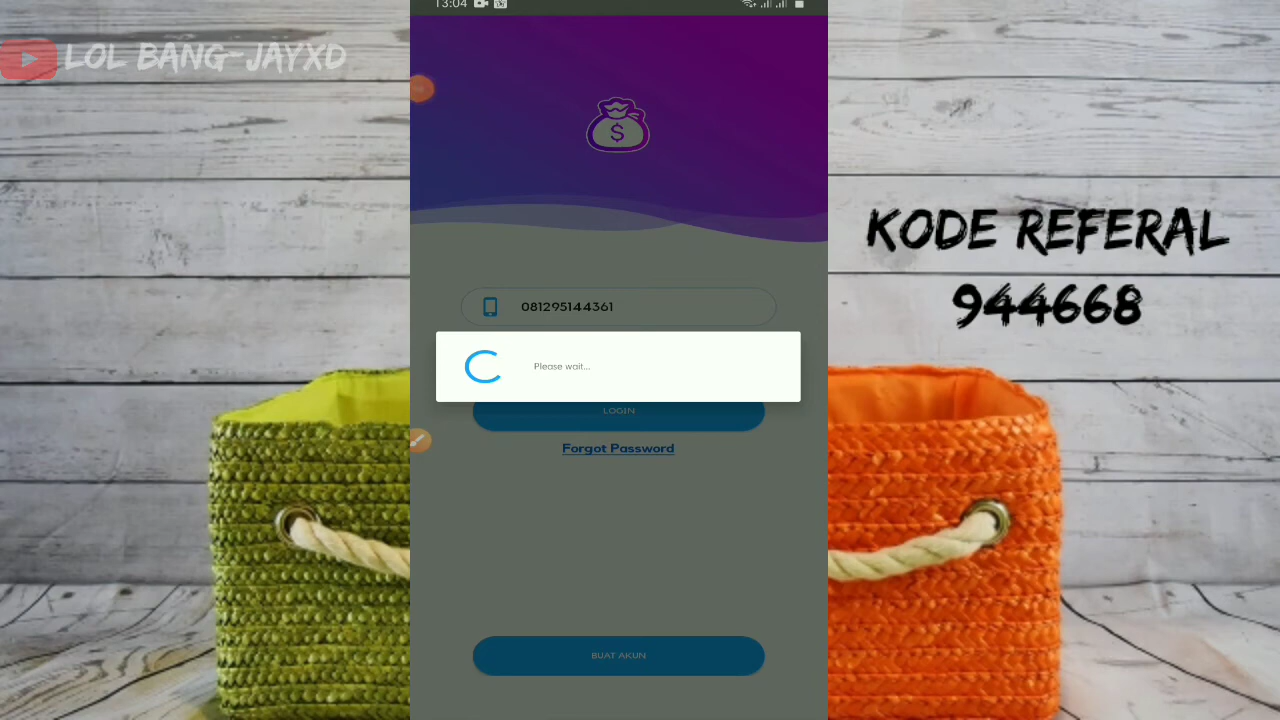 13:04
LOL BANG-JAYXD
KODE REFERAL
944668
$
081295144361
Please wait...
LOGIN
Forgot Password
BUAT AKUN